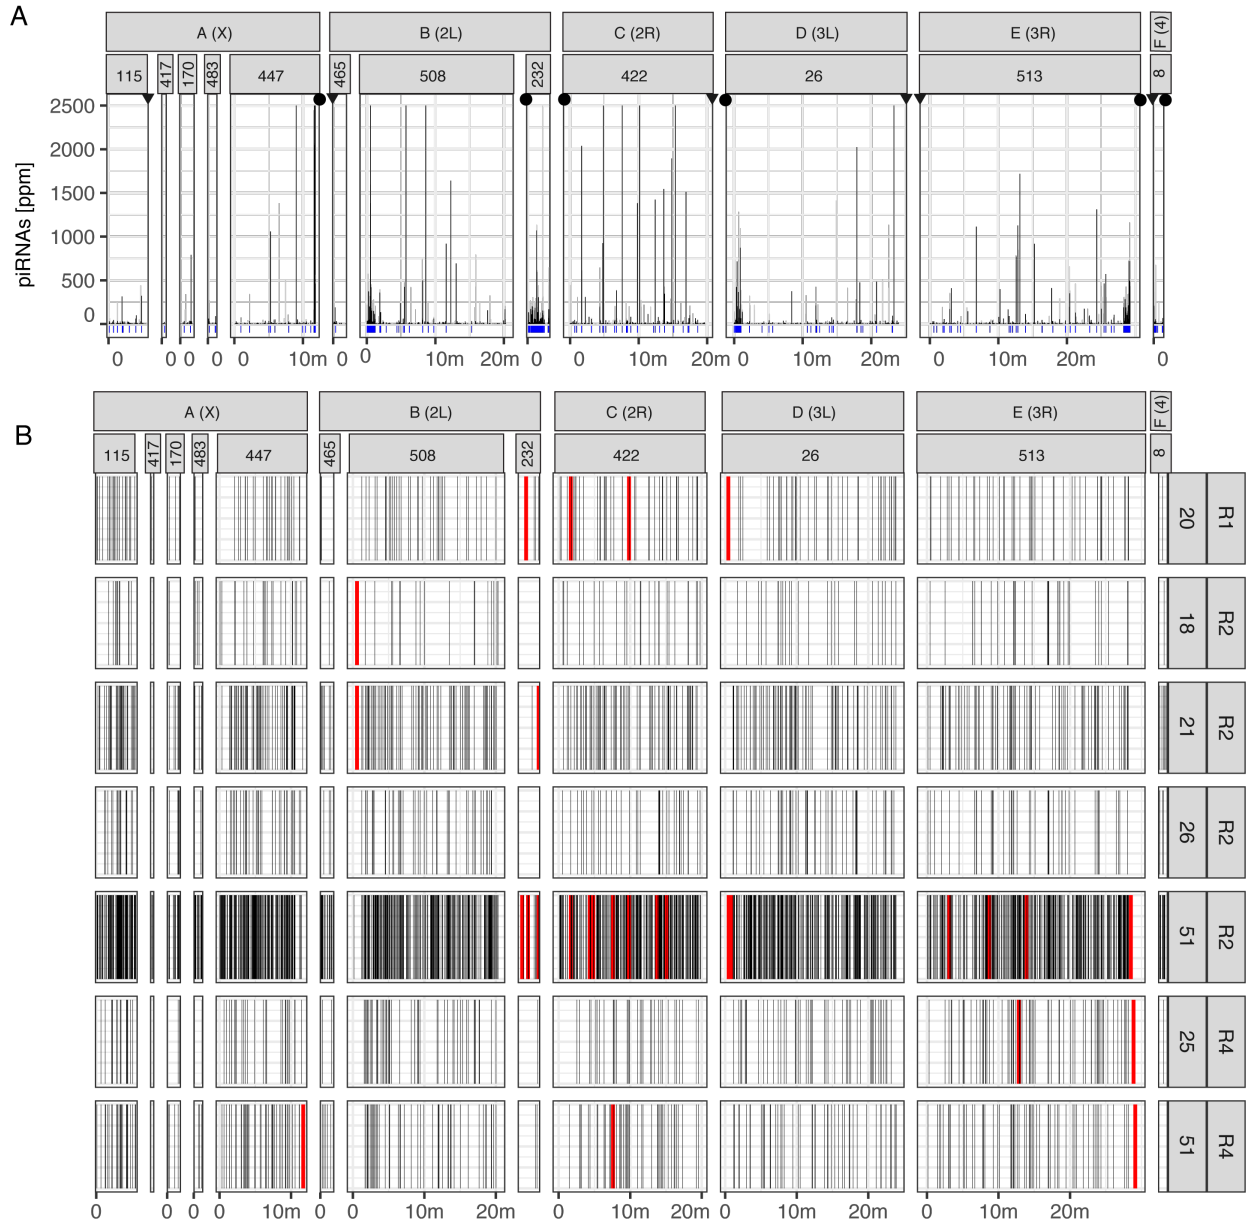 A
A (X) B (2L) C (2R) D (3L) E (3R) F (4)
115 417 170 483 447 465 508 232 422 26 513 8
piRNAs [ppm]
2500
2000
1500
1000
500
0
0 0 0 0 10m 0 0 10m 20m 0 0 10m 20m 0 10m 20m 0 10m 20m 0
B
A (X) B (2L) C (2R) D (3L) E (3R) F (4)
115 417 170 483 447 465 508 232 422 26 513 8
20 R1
18 R2
21 R2
26 R2
51 R2
25 R4
51 R4
0 0 0 0 0 10m 0 0 10m 20m 0 0 10m 20m 0 10m 20m 0 10m 20m 0